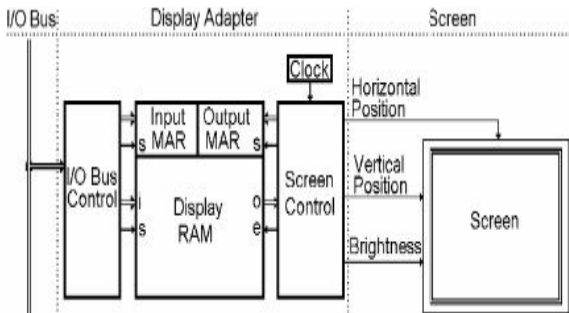 I/O Bus Display Adapter Screen
Clock
Horizontal
Position
Input
MAR
Output
MAR
s
s
I/O Bus
Control
i
s
Display
RAM
o
e
Screen
Control
Vertical
Position
Brightness
Screen